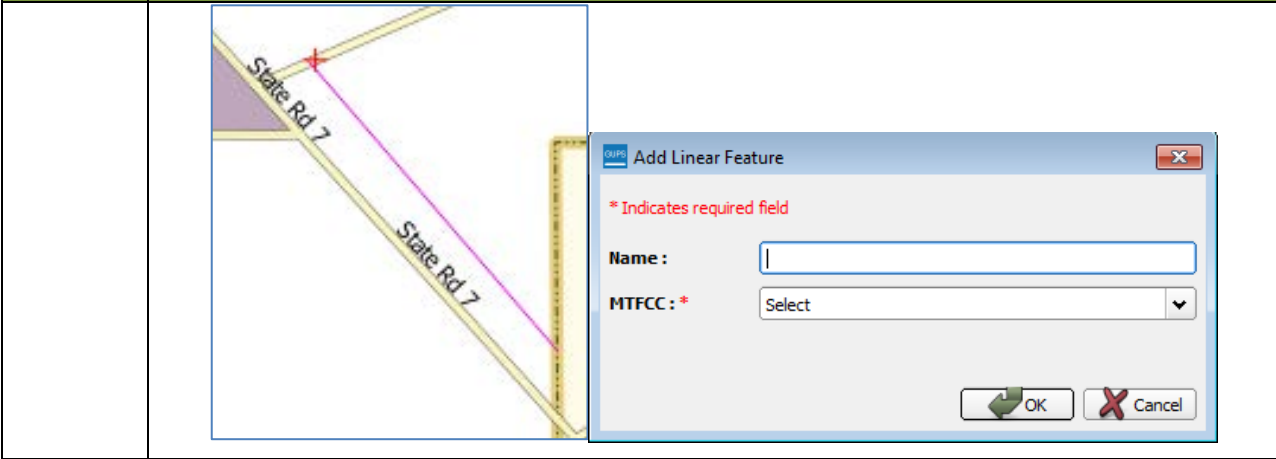 State Rd 7
State Rd 7
GUPS
Add Linear Feature
* Indicates required field
Name :
MTFCC : *
Select
OK
Cancel